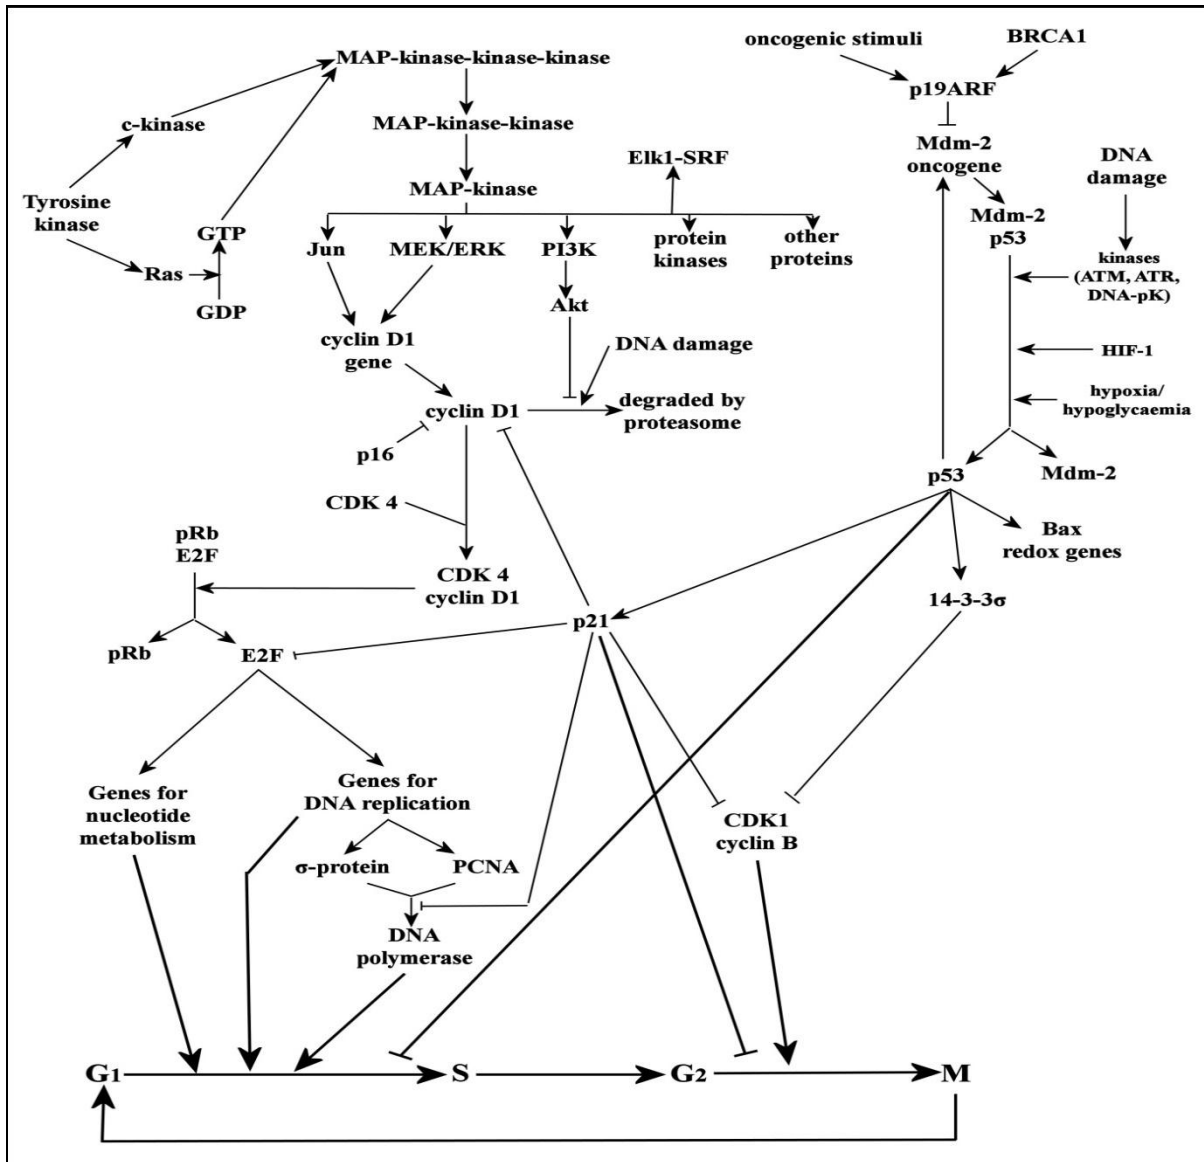 oncogenic stimuli
BRCA1
MAP-kinase-kinase-kinase
p19ARF
c-kinase
MAP-kinase-kinase
Mdm-2
oncogene
Elk1-SRF
DNA
damage
MAP-kinase
Tyrosine
kinase
Mdm-2
p53
GTP
Jun
MEK/ERK
PI3K
protein
kinases
other
proteins
Ras
kinases
(ATM, ATR,
DNA-pK)
GDP
Akt
cyclin D1
gene
DNA damage
HIF-1
hypoxia/
hypoglycaemia
cyclin D1
degraded by
proteasome
p16
p53
Mdm-2
CDK 4
pRb
E2F
Bax
redox genes
CDK 4
cyclin D1
14-3-3σ
p21
pRb
E2F
Genes for
nucleotide
metabolism
Genes for
DNA replication
CDK1
cyclin B
σ-protein
PCNA
DNA
polymerase
G1
S
G2
M